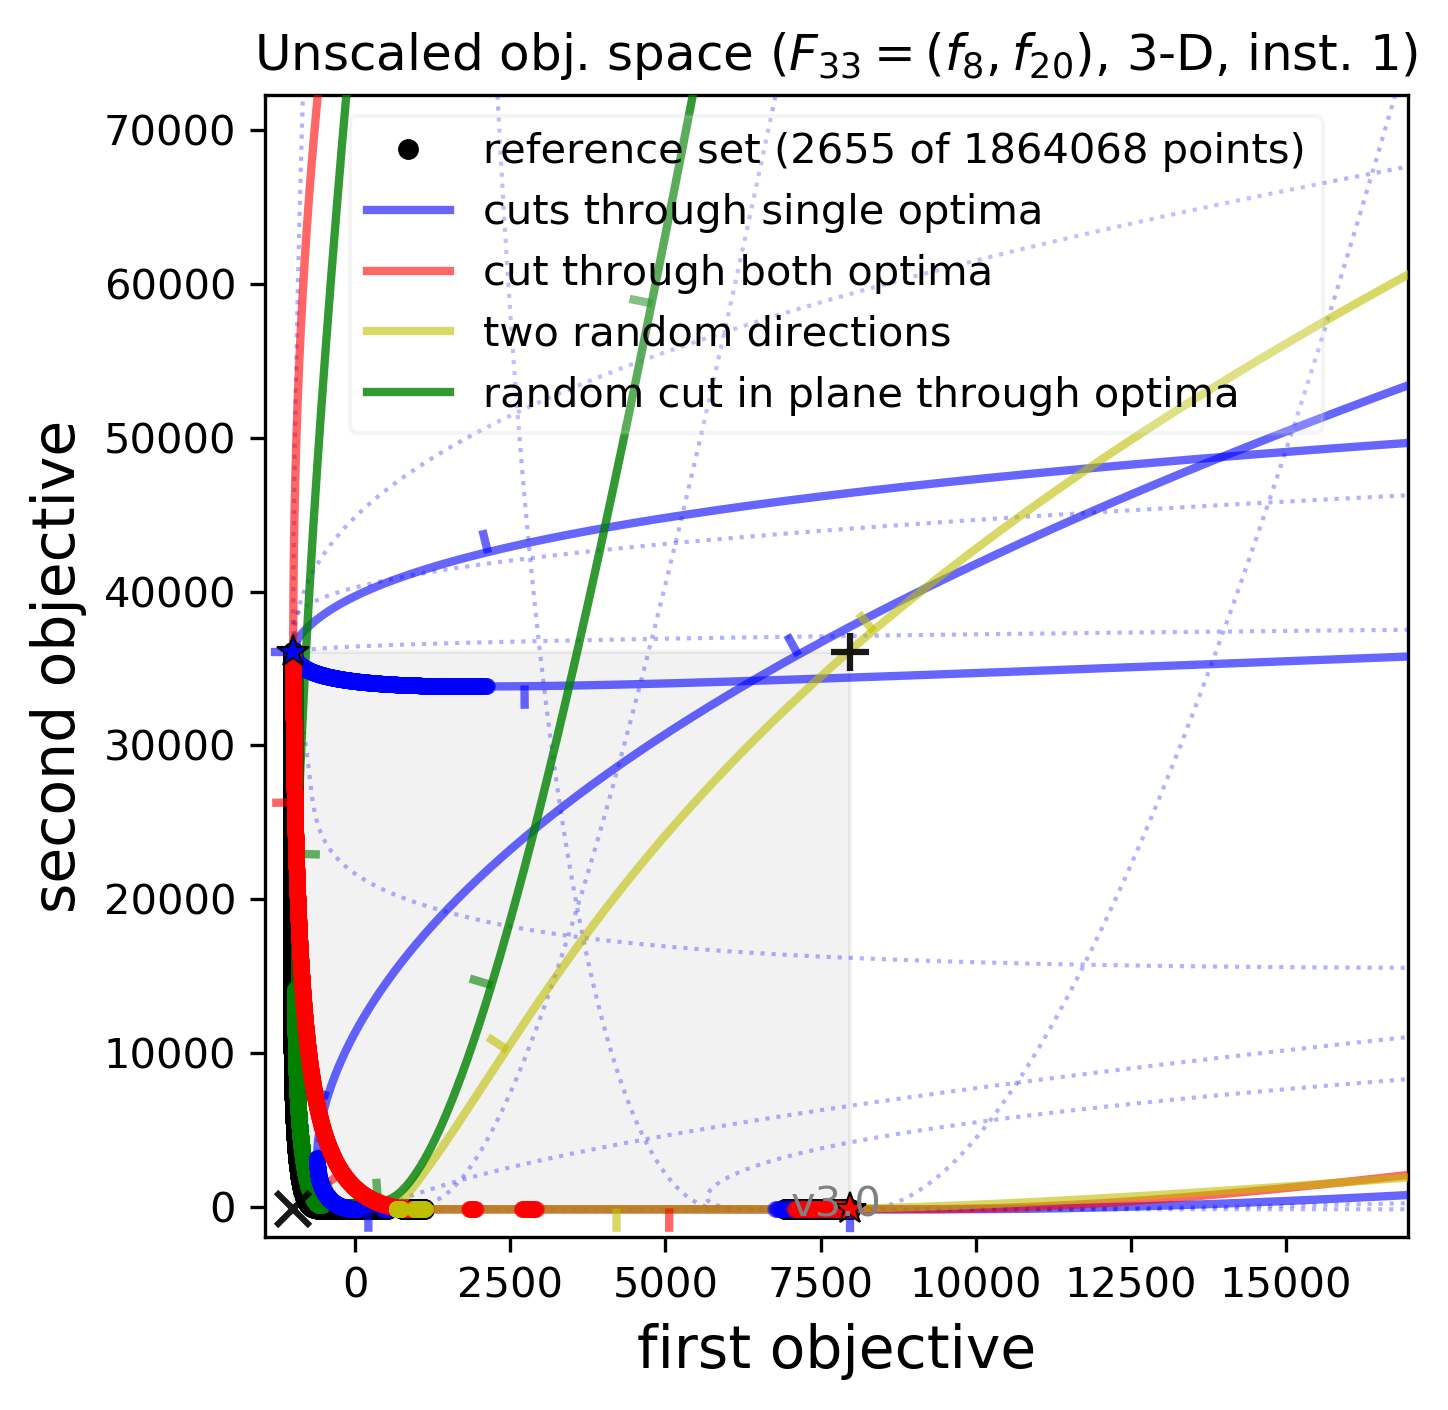 Unscaled obj. space (F33 = (f8, f20), 3-D, inst. 1)
reference set (2655 of 1864068 points)
cuts through single optima
cut through both optima
two random directions
random cut in plane through optima
second objective
70000
60000
50000
40000
30000
20000
10000
0
v3.0
0 2500 5000 7500 10000 12500 15000
first objective